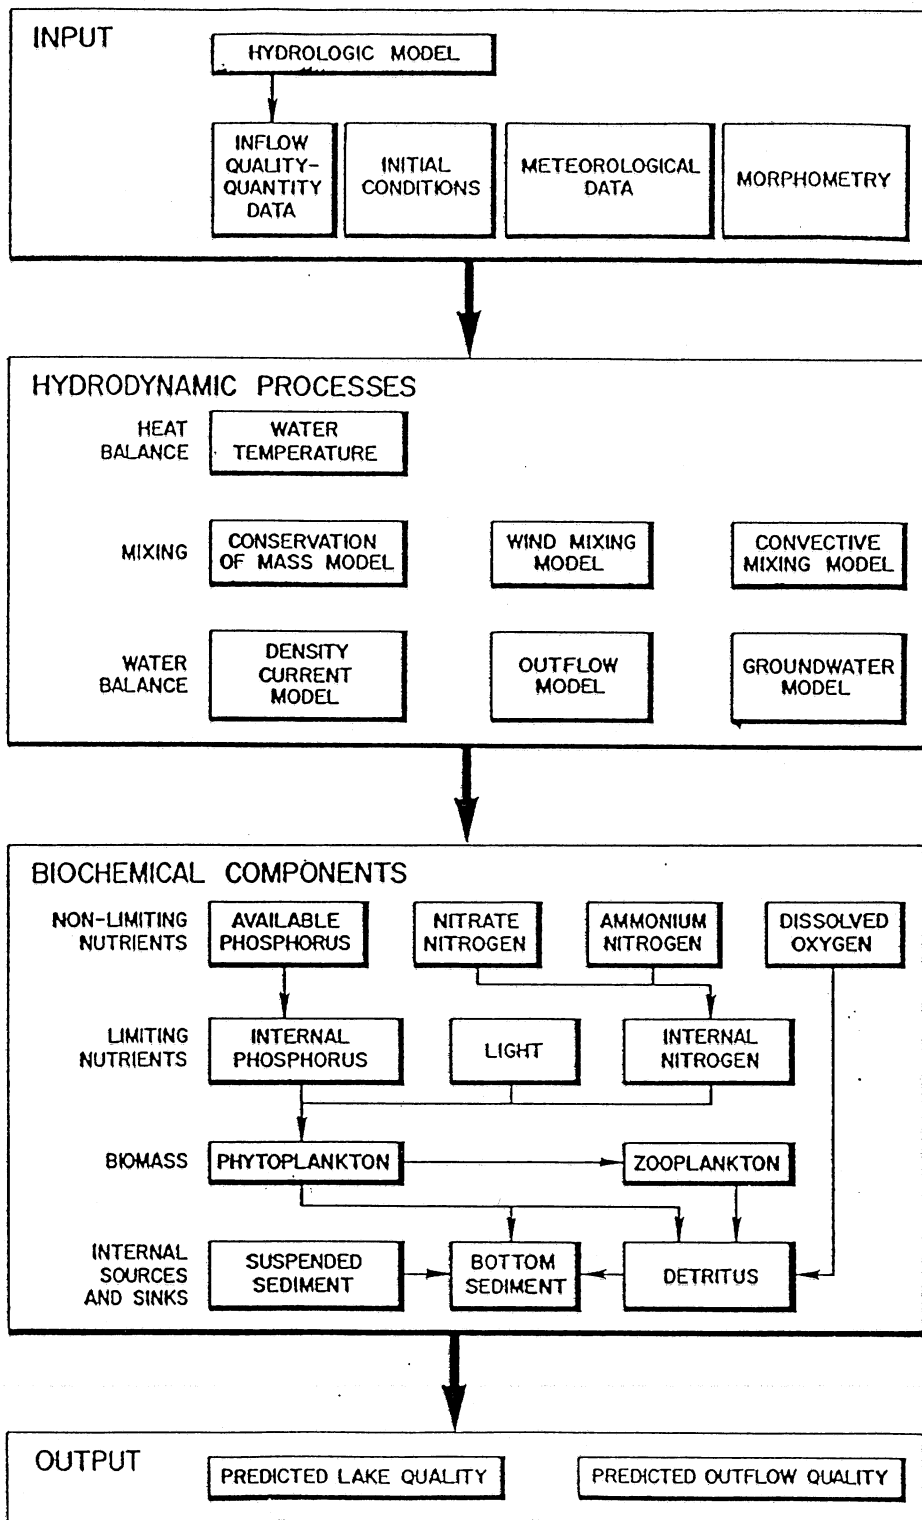 INPUT
HYDROLOGIC MODEL
INFLOW
QUALITY-
QUANTITY
DATA
INITIAL
CONDITIONS
METEOROLOGICAL
DATA
MORPHOMETRY
HYDRODYNAMIC PROCESSES
HEAT
BALANCE
WATER
TEMPERATURE
MIXING
CONSERVATION
OF MASS MODEL
WIND MIXING
MODEL
CONVECTIVE
MIXING MODEL
WATER
BALANCE
DENSITY
CURRENT
MODEL
OUTFLOW
MODEL
GROUNDWATER
MODEL
BIOCHEMICAL COMPONENTS
NON-LIMITING
NUTRIENTS
AVAILABLE
PHOSPHORUS
NITRATE
NITROGEN
AMMONIUM
NITROGEN
DISSOLVED
OXYGEN
LIMITING
NUTRIENTS
INTERNAL
PHOSPHORUS
LIGHT
INTERNAL
NITROGEN
BIOMASS
PHYTOPLANKTON
ZOOPLANKTON
INTERNAL
SOURCES
AND SINKS
SUSPENDED
SEDIMENT
BOTTOM
SEDIMENT
DETRITUS
OUTPUT
PREDICTED LAKE QUALITY
PREDICTED OUTFLOW QUALITY